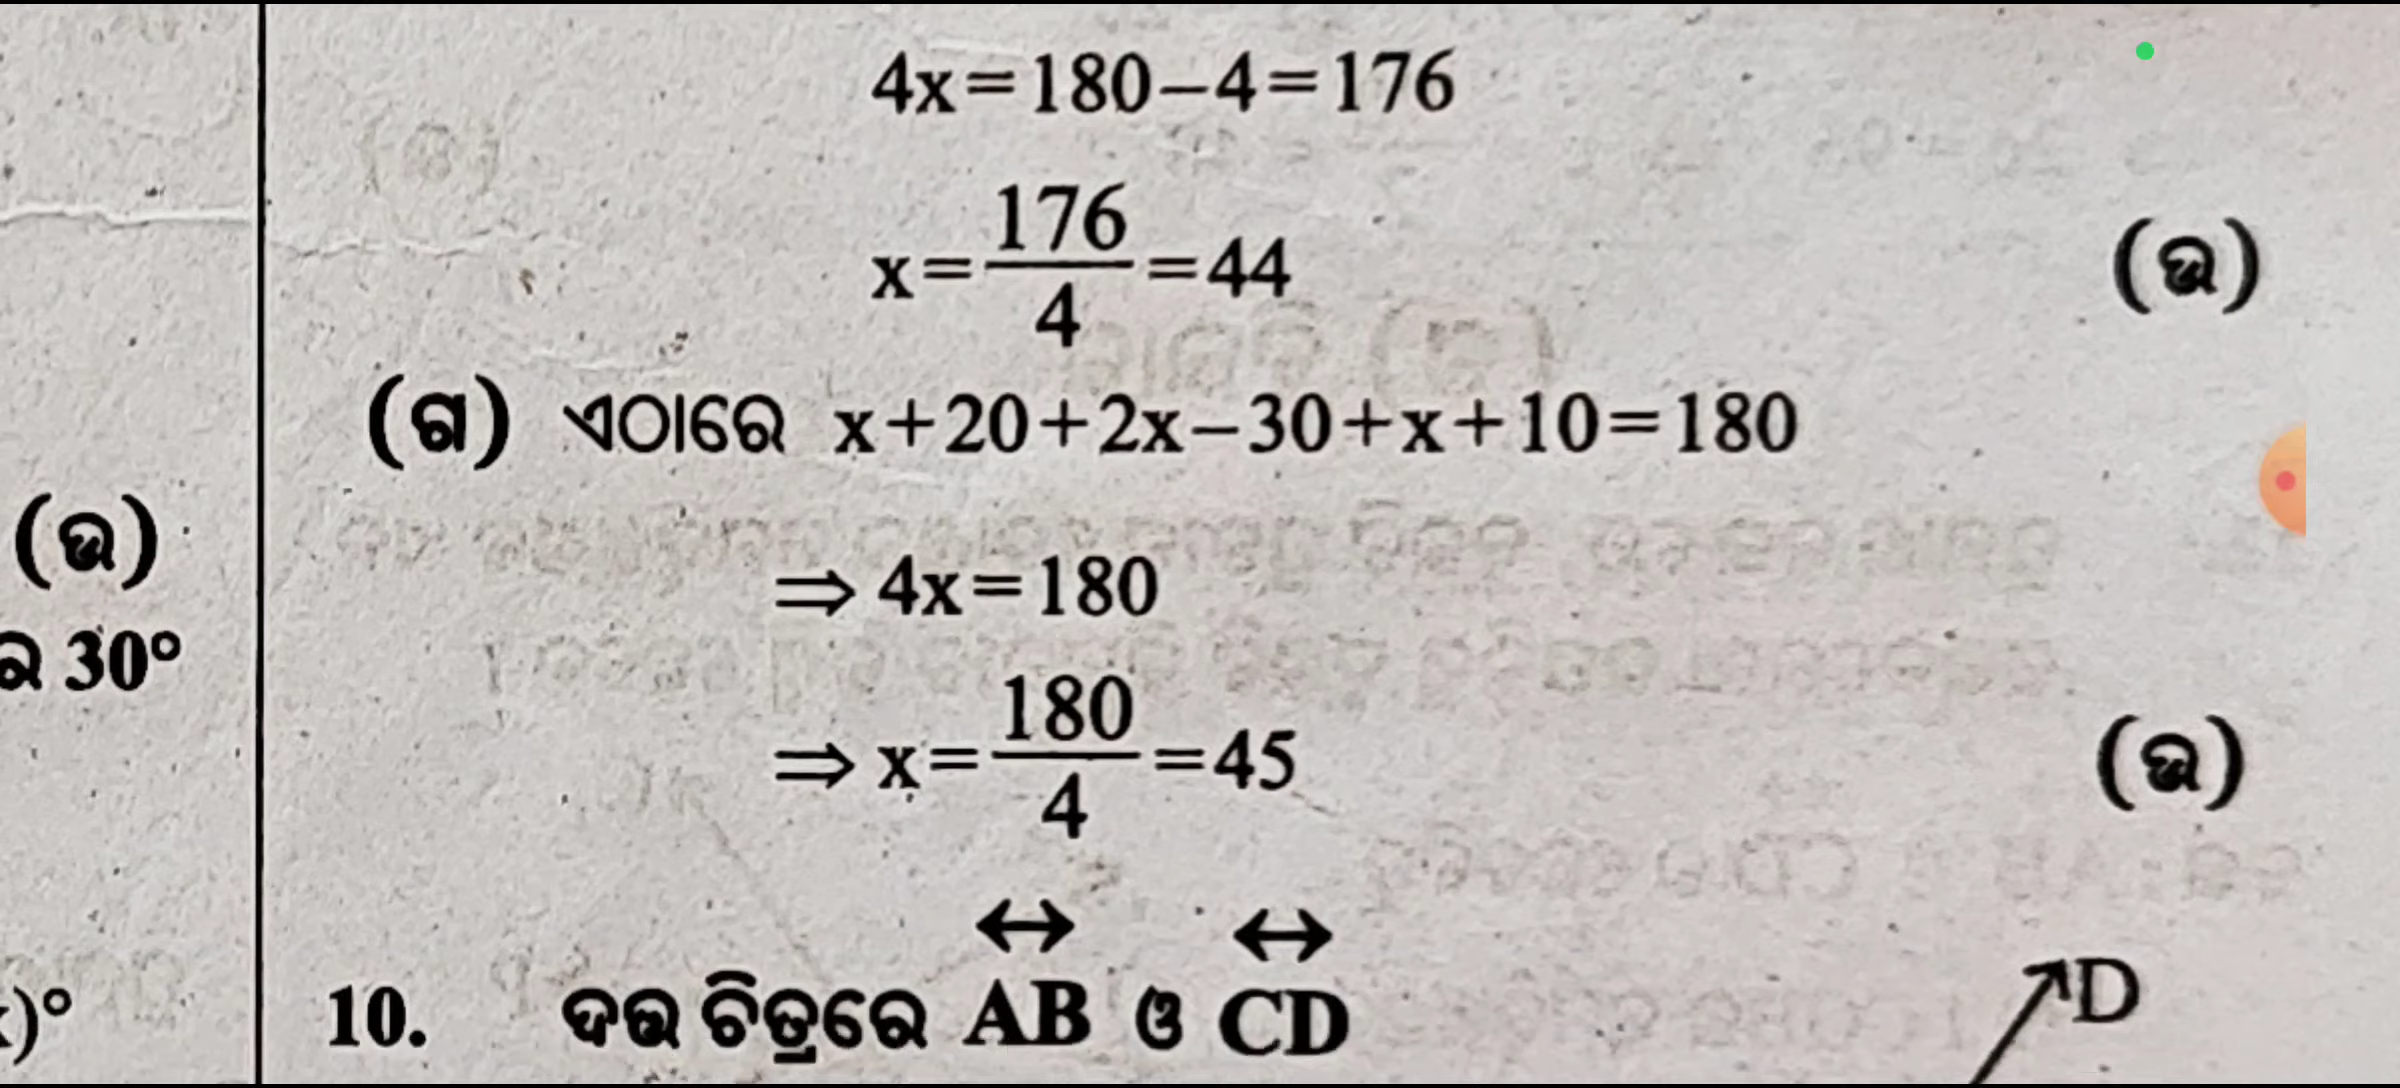 4x=180−4=176
x=176/4=44 (ଉ)
(ଗ) ଏଠାରେ x+20+2x−30+x+10=180
(ଉ)
⇒ 4x=180
ର 30°
⇒ x=180/4=45 (ଉ)
)°
10. ଦତ୍ତ ଚିତ୍ରରେ AB ଓ CD
D